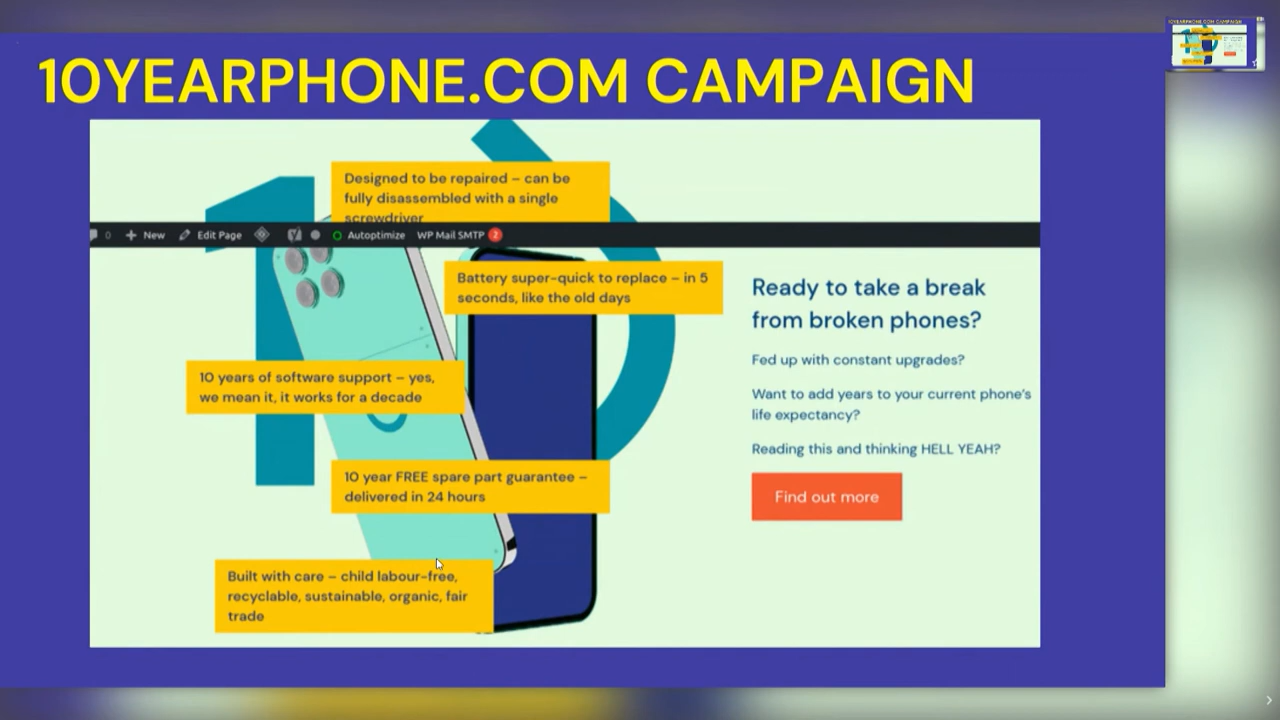 10YEARPHONE.COM CAMPAIGN
Designed to be repaired – can be
fully disassembled with a single
screwdriver
0 New Edit Page Autoptimize WP Mail SMTP 2
Battery super-quick to replace – in 5
seconds, like the old days
10 years of software support – yes,
we mean it, it works for a decade
10 year FREE spare part guarantee –
delivered in 24 hours
Built with care – child labour-free,
recyclable, sustainable, organic, fair
trade
Ready to take a break
from broken phones?
Fed up with constant upgrades?
Want to add years to your current phone's
life expectancy?
Reading this and thinking HELL YEAH?
Find out more
10YEARPHONE.COM CAMPAIGN